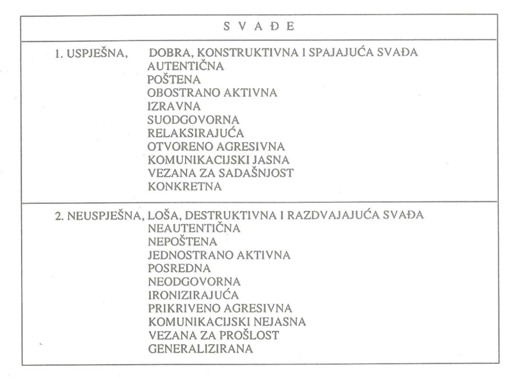 S V A Đ E
1. USPJEŠNA, DOBRA, KONSTRUKTIVNA I SPAJAJUĆA SVAĐA
AUTENTIČNA
POŠTENA
OBOSTRANO AKTIVNA
IZRAVNA
SUODGOVORNA
RELAKSIRAJUĆA
OTVORENO AGRESIVNA
KOMUNIKACIJSKI JASNA
VEZANA ZA SADAŠNJOST
KONKRETNA
2. NEUSPJEŠNA, LOŠA, DESTRUKTIVNA I RAZDVAJAJUĆA SVAĐA
NEAUTENTIČNA
NEPOŠTENA
JEDNOSTRANO AKTIVNA
POSREDNA
NEODGOVORNA
IRONIZIRAJUĆA
PRIKRIVENO AGRESIVNA
KOMUNIKACIJSKI NEJASNA
VEZANA ZA PROŠLOST
GENERALIZIRANA